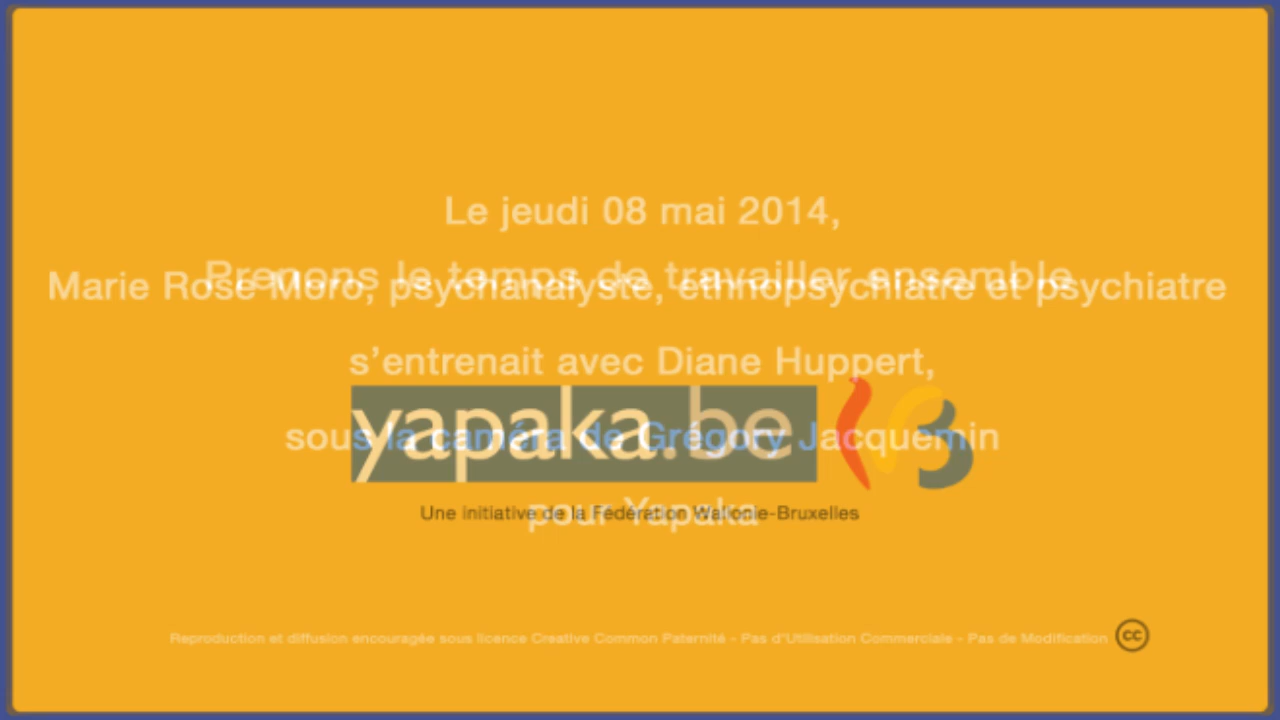 Le jeudi 08 mai 2014,
Prenons le temps de travailler ensemble
Marie Rose Moro, psychanalyste, ethnopsychiatre et psychiatre
s'entrenait avec Diane Huppert,
yapaka.be
sous la caméra de Grégory Jacquemin
Une initiative de la Fédération Wallonie-Bruxelles
pour Yapaka
Reproduction et diffusion encouragée sous licence Creative Common Paternité - Pas d'Utilisation Commerciale - Pas de Modification cc